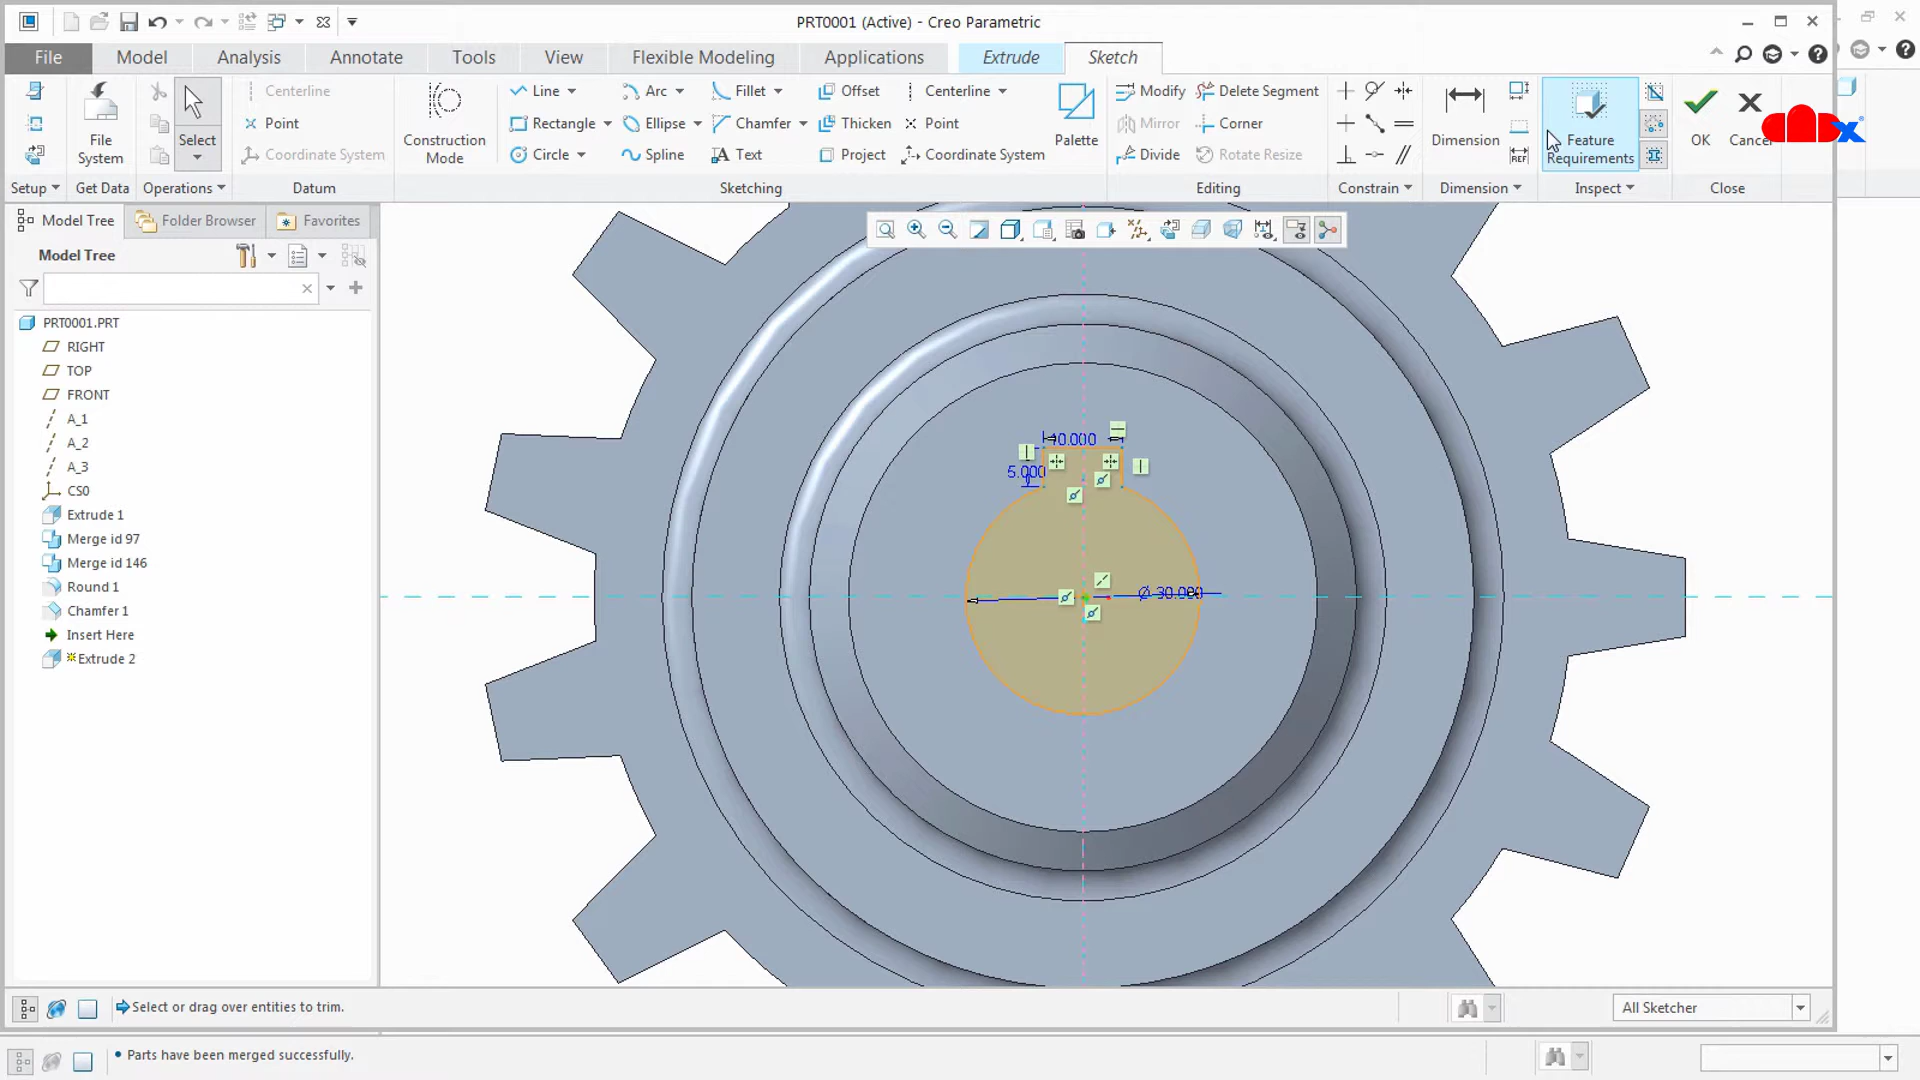 PRT0001 (Active) - Creo Parametric
File Model Analysis Annotate Tools View Flexible Modeling Applications Extrude Sketch
Centerline Line Arc Fillet Offset Centerline Modify Delete Segment
Point Rectangle Ellipse Chamfer Thicken Point Mirror Corner
Coordinate System Circle Spline Text Project Coordinate System Divide Rotate Resize
File System
Select
Construction Mode
Palette
Dimension
REF
Feature Requirements
OK
Cancel
Setup Get Data Operations Datum Sketching Editing Constrain Dimension Inspect Close
Model Tree Folder Browser Favorites
Model Tree
PRT0001.PRT
RIGHT
TOP
FRONT
A_1
A_2
A_3
CS0
Extrude 1
Merge id 97
Merge id 146
Round 1
Chamfer 1
Insert Here
Extrude 2
10.000
5.000
Ø 30.000
Select or drag over entities to trim.
All Sketcher
Parts have been merged successfully.